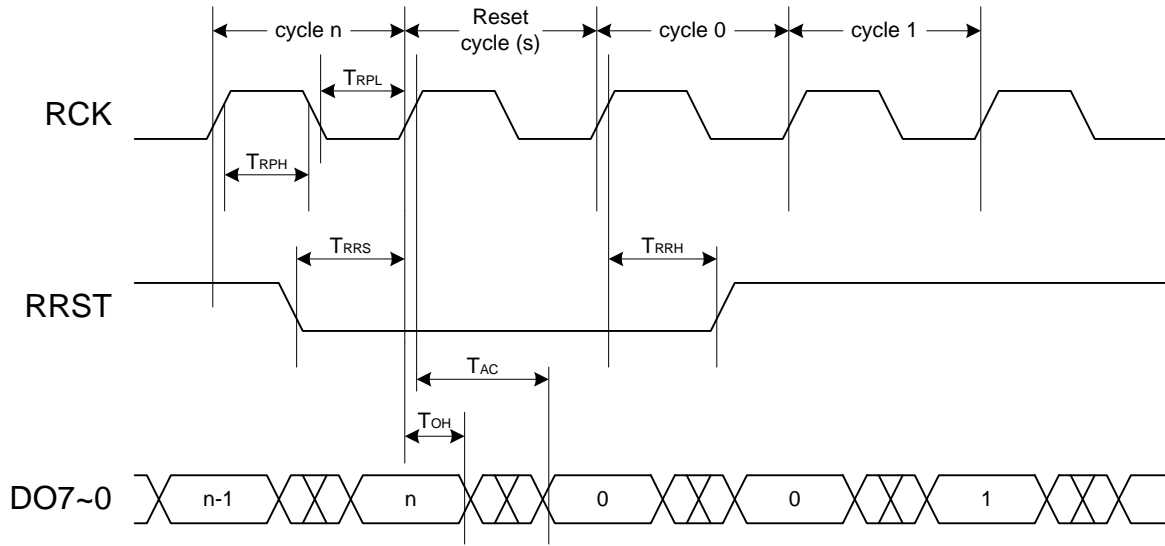 cycle n
Reset
cycle (s)
cycle 0
cycle 1
TRPL
RCK
TRPH
TRRS
TRRH
RRST
TAC
TOH
DO7~0
n-1
n
0
0
1